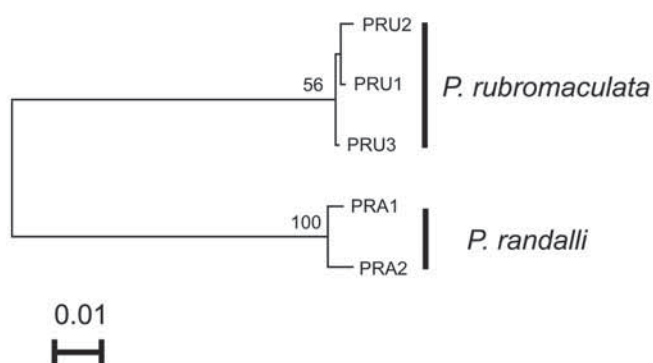 PRU2
56
PRU1
P. rubromaculata
PRU3
PRA1
100
P. randalli
PRA2
0.01